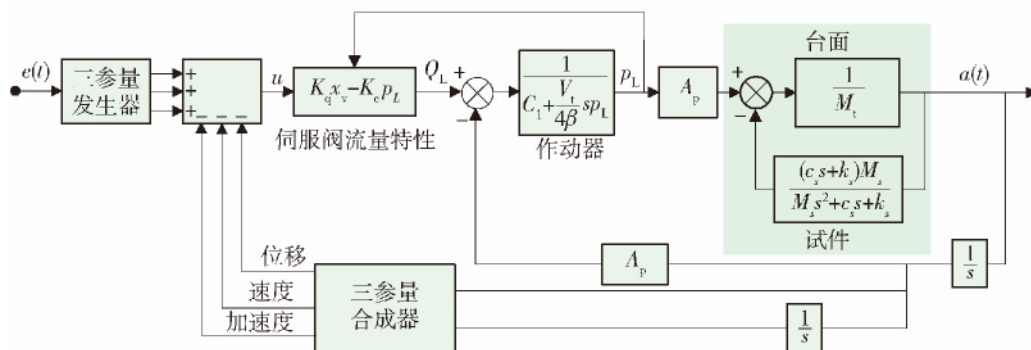 台面
e(t)
三参量
发生器
+
+
+
− − −
u
K_q x_v − K_c p_L
伺服阀流量特性
Q_L
+
−
1
C_1 + V_t/4β s p_L
作动器
p_L
A_p
+
−
1
M_t
a(t)
(c_s s+k_s)M_s
M_s s²+c_s s+k_s
试件
位移
速度
加速度
三参量
合成器
A_p
1
s
1
s